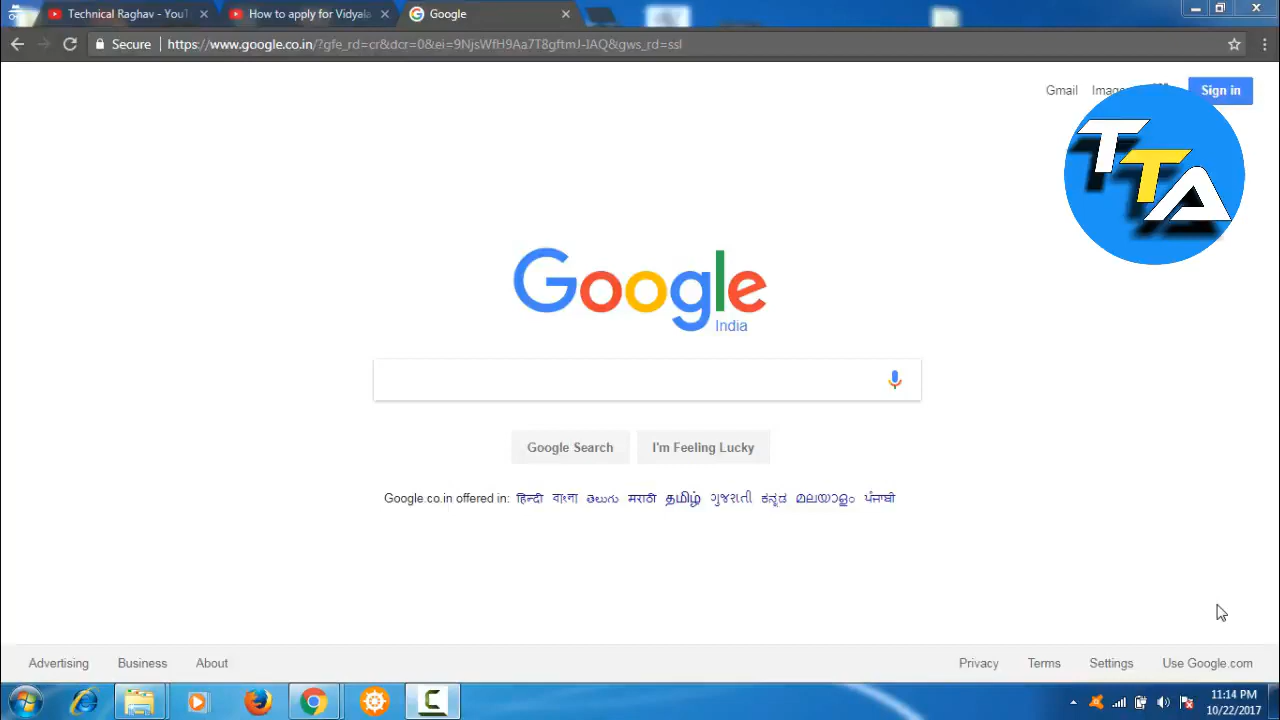 Technical Raghav - YouT
How to apply for Vidyala
Google
Secure
https://www.google.co.in/?gfe_rd=cr&dcr=0&ei=9NjsWfH9Aa7T8gftmJ-IAQ&gws_rd=ssl
Gmail Sign in
TTA
Google
India
Google Search I'm Feeling Lucky
Google.co.in offered in: हिन्दी বাংলা తెలుగు मराठी தமிழ் ગુજરાતી ಕನ್ನಡ മലയാളം ਪੰਜਾਬੀ
Advertising Business About Privacy Terms Settings Use Google.com
11:14 PM
10/22/2017